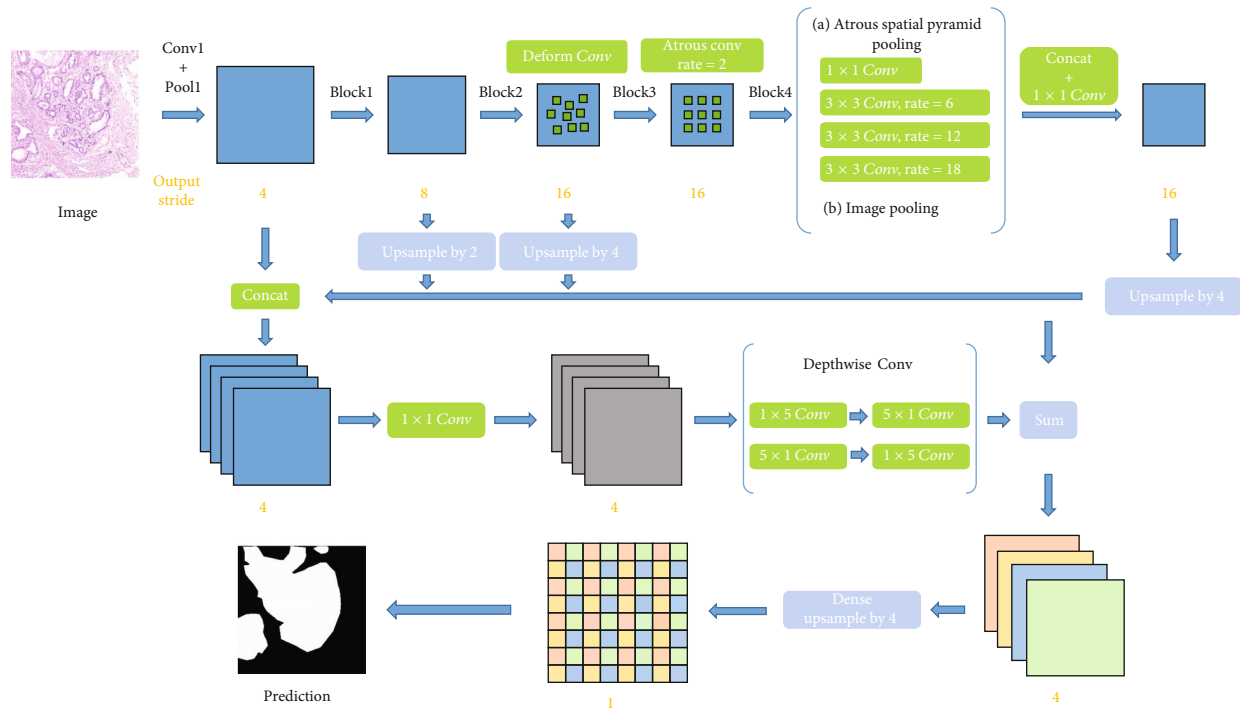 Conv1
+
Pool1
Block1
Block2
Deform Conv
Block3
Atrous conv
rate = 2
Block4
(a) Atrous spatial pyramid
pooling
1 × 1 Conv
3 × 3 Conv, rate = 6
3 × 3 Conv, rate = 12
3 × 3 Conv, rate = 18
(b) Image pooling
Concat
+
1 × 1 Conv
Image
Output
stride
4
8
16
16
16
Upsample by 2
Upsample by 4
Upsample by 4
Concat
1 × 1 Conv
Depthwise Conv
1 × 5 Conv
5 × 1 Conv
5 × 1 Conv
1 × 5 Conv
Sum
4
4
Prediction
1
Dense
upsample by 4
4